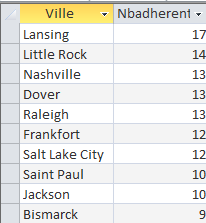 Ville Nbadherent
Lansing 17
Little Rock 14
Nashville 13
Dover 13
Raleigh 13
Frankfort 12
Salt Lake City 12
Saint Paul 10
Jackson 10
Bismarck 9